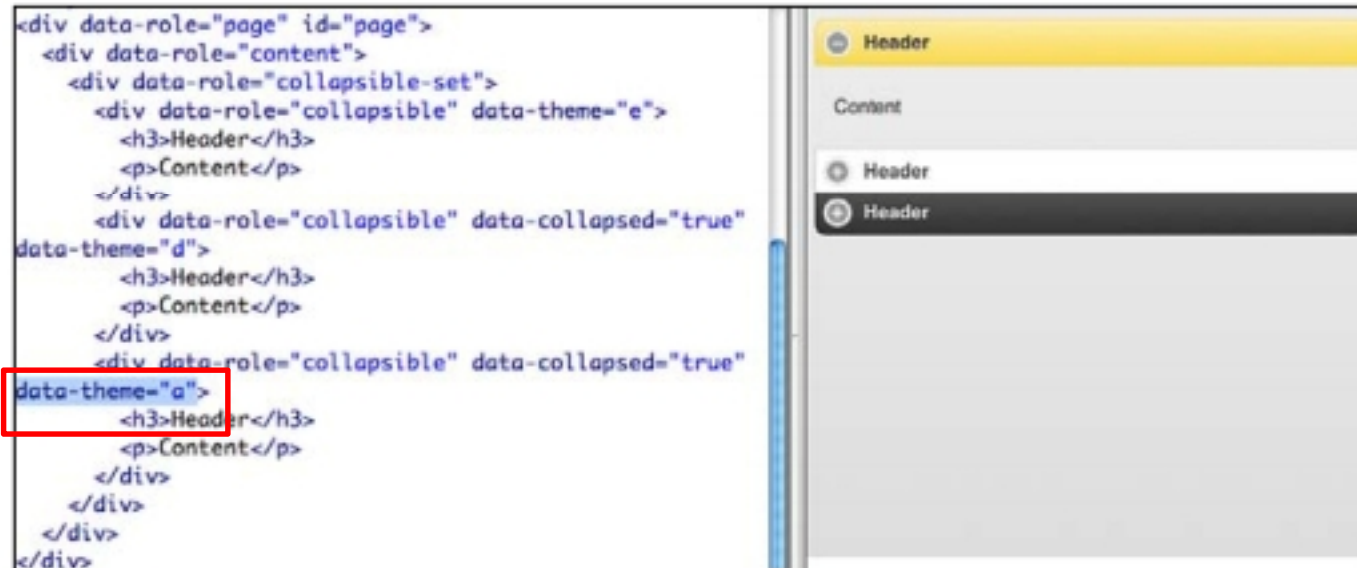 <div data-role="page" id="page">
<div data-role="content">
<div data-role="collapsible-set">
<div data-role="collapsible" data-theme="e">
<h3>Header</h3>
<p>Content</p>
</div>
<div data-role="collapsible" data-collapsed="true"
data-theme="d">
<h3>Header</h3>
<p>Content</p>
</div>
<div data-role="collapsible" data-collapsed="true"
data-theme="a">
<h3>Header</h3>
<p>Content</p>
</div>
</div>
</div>
</div>
Header
Content
Header
Header